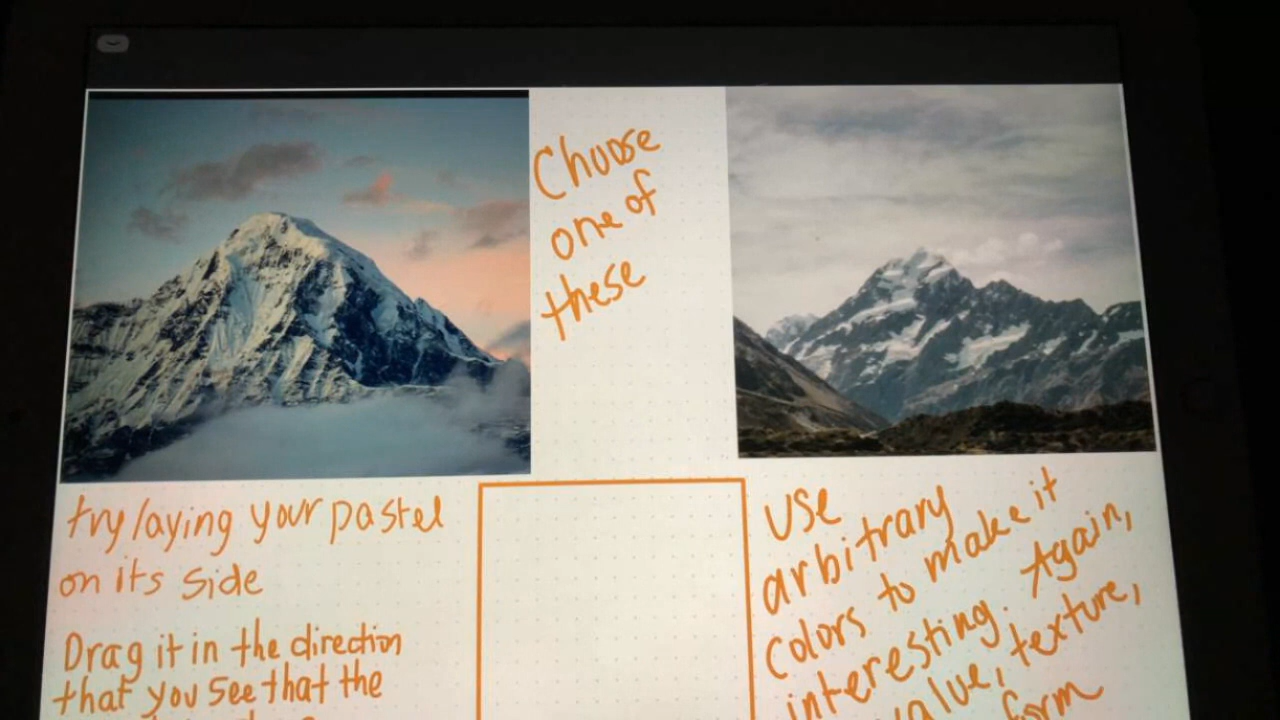 Choose
one of
these
try laying your pastel
on its side
Drag it in the direction
that you see that the
Use
arbitrary
colors to make it
interesting. Again,
value, texture,
form